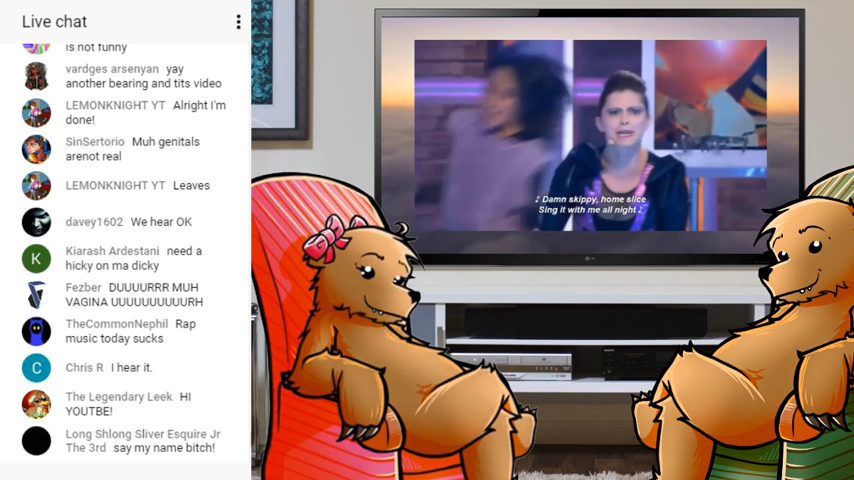 Live chat
is not funny
vardges arsenyan yay
another bearing and tits video
LEMONKNIGHT YT Alright I'm
done!
SinSertorio Muh genitals
arenot real
LEMONKNIGHT YT Leaves
davey1602 We hear OK
K
Kiarash Ardestani need a
hicky on ma dicky
Fezber DUUUURRR MUH
VAGINA UUUUUUUUUURH
TheCommonNephil Rap
music today sucks
C
Chris R I hear it.
The Legendary Leek HI
YOUTBE!
Long Shlong Sliver Esquire Jr
The 3rd say my name bitch!
♪ Damn skippy, home slice
Sing it with me all night ♪
LG
SONY